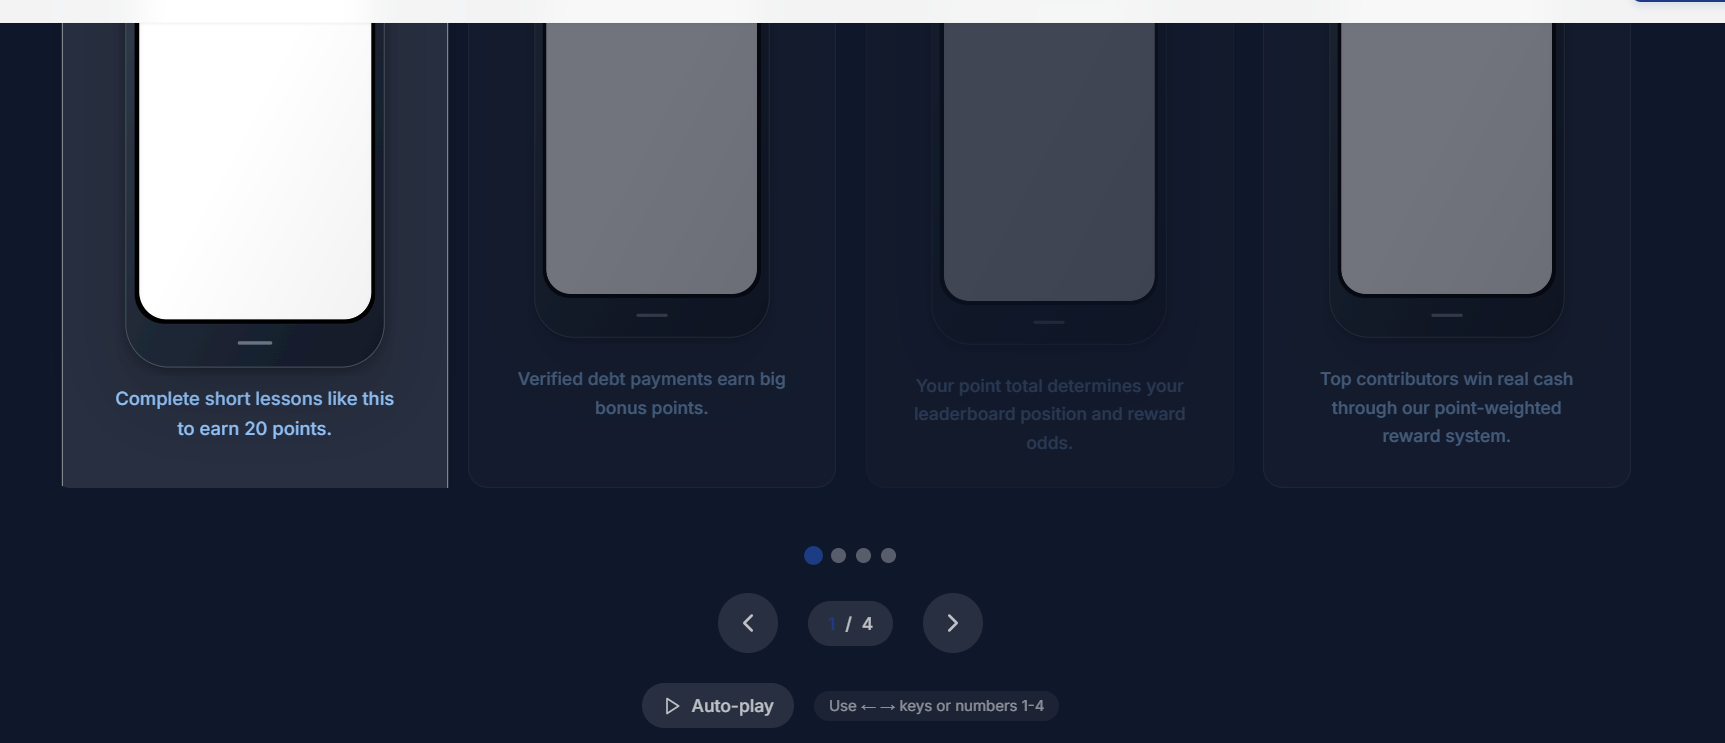 Complete short lessons like this
to earn 20 points.
Verified debt payments earn big
bonus points.
Your point total determines your
leaderboard position and reward
odds.
Top contributors win real cash
through our point-weighted
reward system.
1 / 4
Auto-play
Use ←→ keys or numbers 1-4